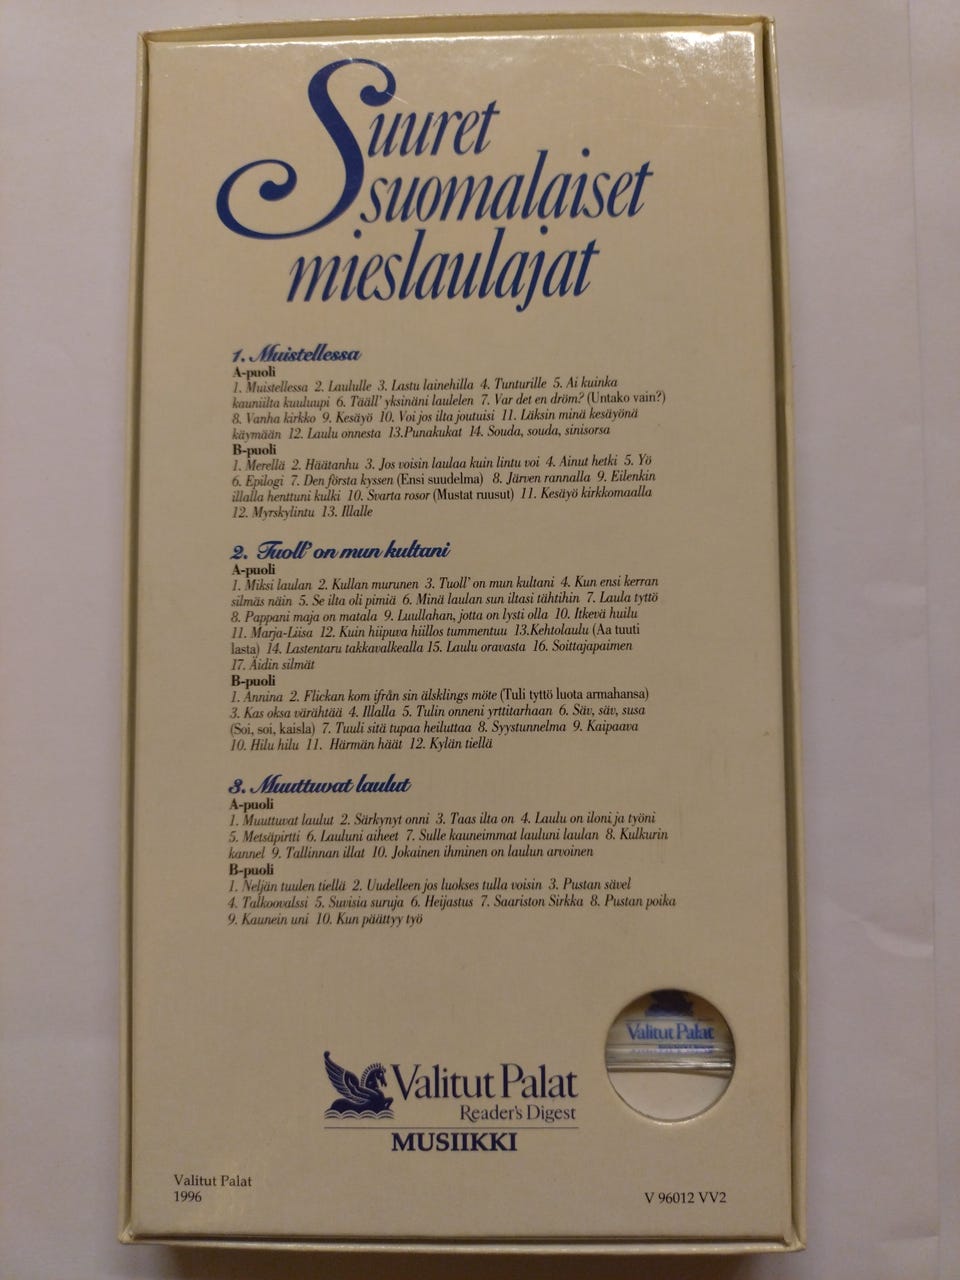 Suuret
suomalaiset
mieslaulajat
1. Muistellessa
A-puoli
1. Muistellessa 2. Laululle 3. Lastu lainehilla 4. Tunturille 5. Ai kuinka
kauniilta kuuluupi 6. Tääll' yksinäni laulelen 7. Var det en dröm? (Untako vain?)
8. Vanha kirkko 9. Kesäyö 10. Voi jos ilta joutuisi 11. Läksin minä kesäyönä
käymään 12. Laulu onnesta 13.Punakukat 14. Souda, souda, sinisorsa
B-puoli
1. Merellä 2. Häätanhu 3. Jos voisin laulaa kuin lintu voi 4. Ainut hetki 5. Yö
6. Epilogi 7. Den första kyssen (Ensi suudelma) 8. Järven rannalla 9. Eilenkin
illalla henttuni kulki 10. Svarta rosor (Mustat ruusut) 11. Kesäyö kirkkomaalla
12. Myrskylintu 13. Illalle
2. Tuoll' on mun kultani
A-puoli
1. Miksi laulan 2. Kullan murunen 3. Tuoll' on mun kultani 4. Kun ensi kerran
silmäs näin 5. Se ilta oli pimiä 6. Minä laulan sun iltasi tähtihin 7. Laula tyttö
8. Pappani maja on matala 9. Luullahan, jotta on lysti olla 10. Itkevä huilu
11. Marja-Liisa 12. Kuin hiipuva hiillos tummentuu 13.Kehtolaulu (Aa tuuti
lasta) 14. Lastentaru takkavalkealla 15. Laulu oravasta 16. Soittajapaimen
17. Äidin silmät
B-puoli
1. Annina 2. Flickan kom ifrån sin älsklings möte (Tuli tyttö luota armahansa)
3. Kas oksa värähtää 4. Illalla 5. Tulin onneni yrttitarhaan 6. Säv, säv, susa
(Soi, soi, kaisla) 7. Tuuli sitä tupaa heiluttaa 8. Syystunnelma 9. Kaipaava
10. Hilu hilu 11. Härmän häät 12. Kylän tiellä
3. Muuttuvat laulut
A-puoli
1. Muuttuvat laulut 2. Särkynyt onni 3. Taas ilta on 4. Laulu on iloni ja työni
5. Metsäpirtti 6. Lauluni aiheet 7. Sulle kauneimmat lauluni laulan 8. Kulkurin
kannel 9. Tallinnan illat 10. Jokainen ihminen on laulun arvoinen
B-puoli
1. Neljän tuulen tiellä 2. Uudelleen jos luokses tulla voisin 3. Pustan sävel
4. Talkoovalssi 5. Suvisia suruja 6. Heijastus 7. Saariston Sirkka 8. Pustan poika
9. Kaunein uni 10. Kun päättyy työ
Valitut Palat
Valitut Palat
Reader's Digest
MUSIIKKI
Valitut Palat
1996
V 96012 VV2